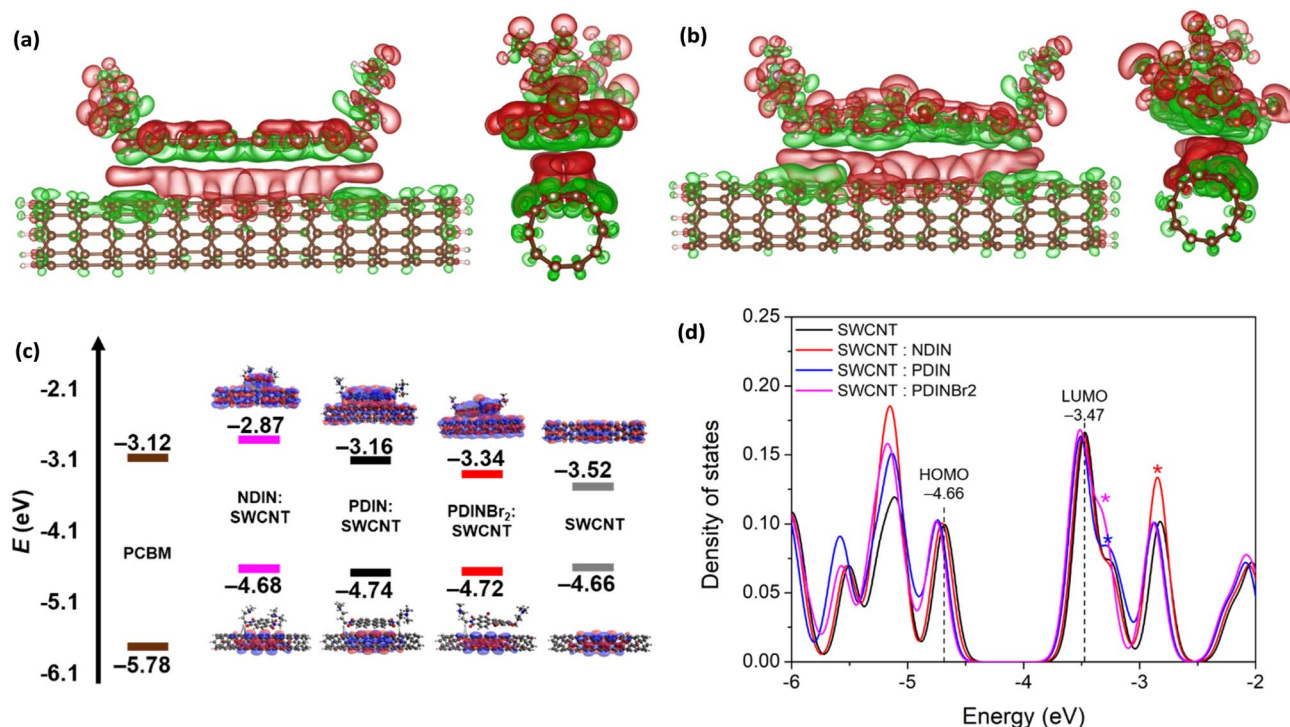 (a)
(b)
(c)
E (eV)
-2.1
-3.1
-4.1
-5.1
-6.1
−3.12
PCBM
−5.78
−2.87
NDIN:
SWCNT
−4.68
−3.16
PDIN:
SWCNT
−4.74
−3.34
PDINBr₂:
SWCNT
−4.72
−3.52
SWCNT
−4.66
(d)
SWCNT
SWCNT : NDIN
SWCNT : PDIN
SWCNT : PDINBr2
HOMO
−4.66
LUMO
−3.47
*
*
*
Density of states
0.25
0.20
0.15
0.10
0.05
0.00
-6
-5
-4
-3
-2
Energy (eV)